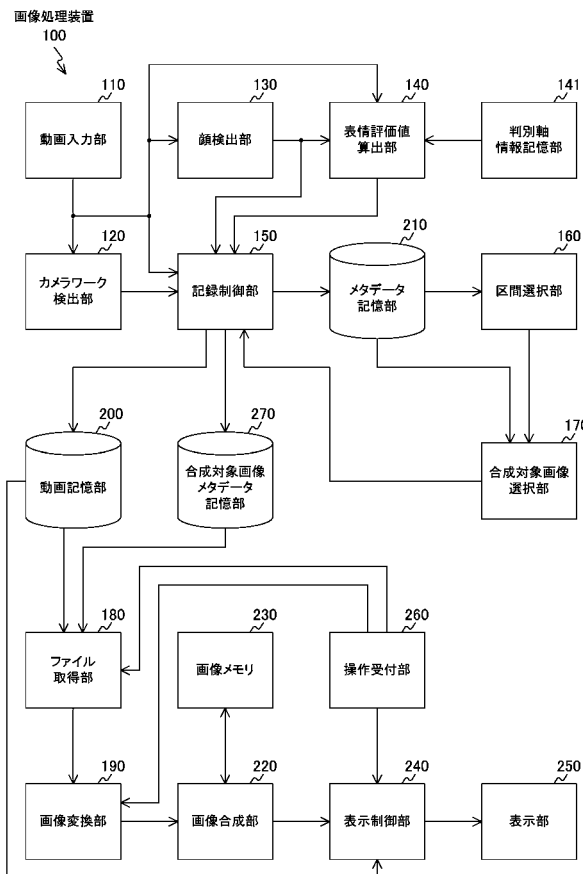 画像処理装置
100
110
動画入力部
130
顔検出部
140
表情評価値
算出部
141
判別軸
情報記憶部
120
カメラワーク
検出部
150
記録制御部
210
メタデータ
記憶部
160
区間選択部
200
動画記憶部
270
合成対象画像
メタデータ
記憶部
170
合成対象画像
選択部
180
ファイル
取得部
230
画像メモリ
260
操作受付部
190
画像変換部
220
画像合成部
240
表示制御部
250
表示部